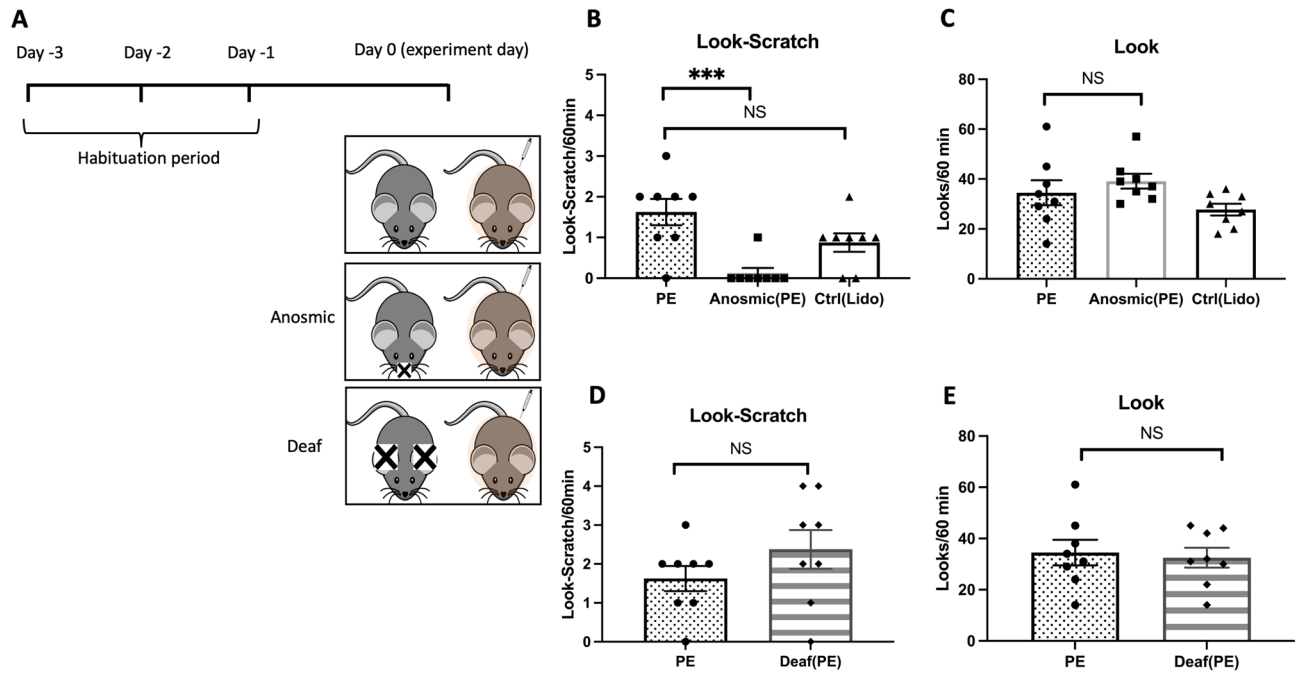 A
Day -3
Day -2
Day -1
Day 0 (experiment day)
Habituation period
Anosmic
Deaf
B
Look-Scratch
***
NS
Look-Scratch/60min
5
4
3
2
1
0
PE
Anosmic(PE)
Ctrl(Lido)
C
Look
NS
Looks/60 min
80
60
40
20
0
PE
Anosmic(PE)
Ctrl(Lido)
D
Look-Scratch
NS
Look-Scratch/60min
5
4
3
2
1
0
PE
Deaf(PE)
E
Look
NS
Looks/60 min
80
60
40
20
0
PE
Deaf(PE)